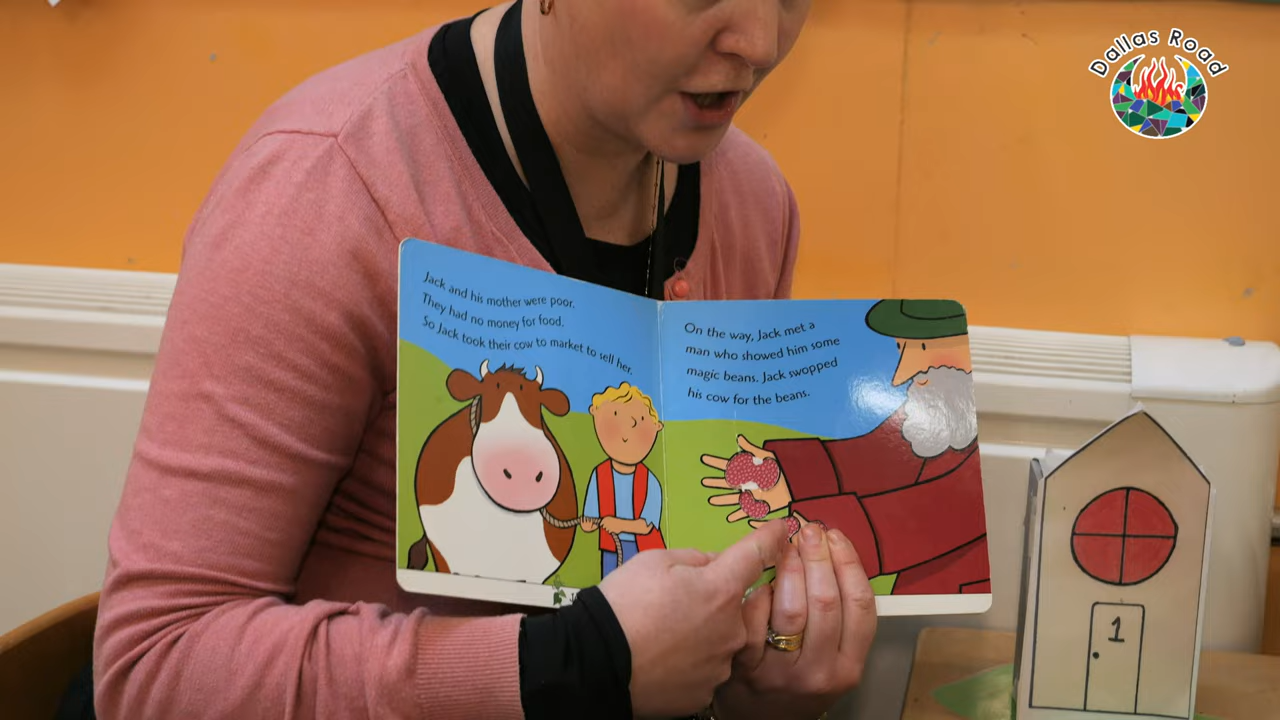 Dallas Road
Jack and his mother were poor.
They had no money for food.
So Jack took their cow to market to sell her.
On the way, Jack met a
man who showed him some
magic beans. Jack swopped
his cow for the beans.
1